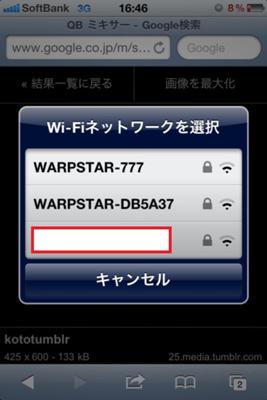 SoftBank 3G 16:46 8%
QB ミキサー - Google検索
www.google.co.jp/m/s... Google
« 結果一覧に戻る 画像を最大化
Wi-Fiネットワークを選択
WARPSTAR-777
WARPSTAR-DB5A37
キャンセル
kototumblr
425 x 600 - 133 kB 25.media.tumblr.com
2